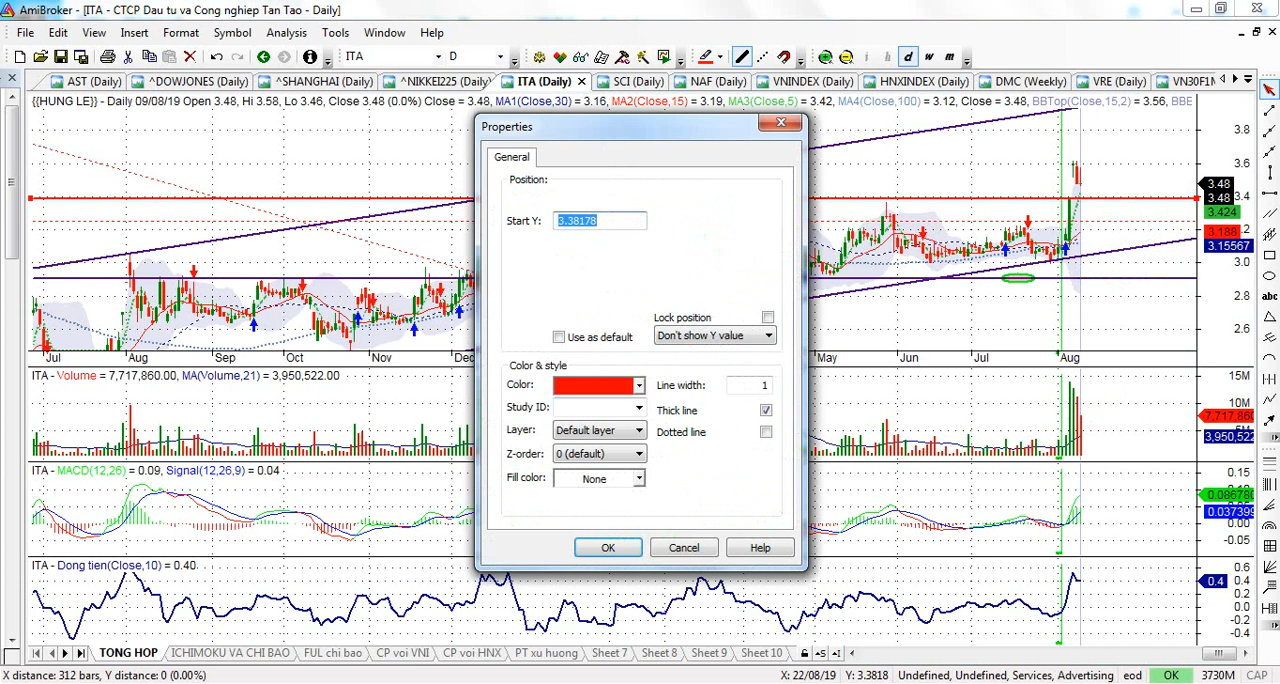 AmiBroker - [ITA - CTCP Dau tu va Cong nghiep Tan Tao - Daily]
File Edit View Insert Format Symbol Analysis Tools Window Help
ITA D i d w m
AST (Daily) ^DOWJONES (Daily) ^SHANGHAI (Daily) ^NIKKEI225 (Daily) ITA (Daily) SCI (Daily) NAF (Daily) VNINDEX (Daily) HNXINDEX (Daily) DMC (Weekly) VRE (Daily) VN30F1M
{{HUNG LE}} - Daily 09/08/19 Open 3.48, Hi 3.58, Lo 3.46, Close 3.48 (0.0%) Close = 3.48, MA1(Close,30) = 3.16, MA2(Close,15) = 3.19, MA3(Close,5) = 3.42, MA4(Close,100) = 3.12, Close = 3.48, BBTop(Close,15,2) = 3.56, BBE
3.8
3.6
3.48
3.4
3.48
3.424
3.2
3.188
3.15567
3.0
2.8
2.6
Jul Aug Sep Oct Nov Dec May Jun Jul Aug
Properties
General
Position:
Start Y: 3.38178
Lock position
Use as default Don't show Y value
Color & style
Color: Line width: 1
Study ID: Thick line
Layer: Default layer Dotted line
Z-order: 0 (default)
Fill color: None
OK Cancel Help
ITA - Volume = 7,717,860.00, MA(Volume,21) = 3,950,522.00
15M
10M
7,717,860
3,950,522
ITA - MACD(12,26) = 0.09, Signal(12,26,9) = 0.04
0.15
0.10
0.086780
0.037399
0.00
-0.05
ITA - Dong tien(Close,10) = 0.40
0.6
0.4
0.4
0.2
0.0
-0.2
-0.4
TONG HOP ICHIMOKU VA CHI BAO FUL chi bao CP voi VNI CP voi HNX PT xu huong Sheet 7 Sheet 8 Sheet 9 Sheet 10
X distance: 312 bars, Y distance: 0 (0.00%) X: 22/08/19 Y: 3.3818 Undefined, Undefined, Services, Advertising eod OK 3730M CAP
abc